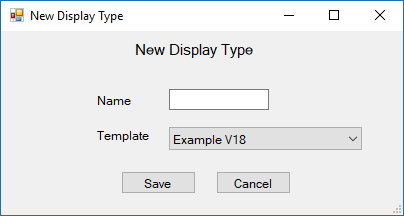 New Display Type
New Display Type
Name
Template Example V18
Save Cancel